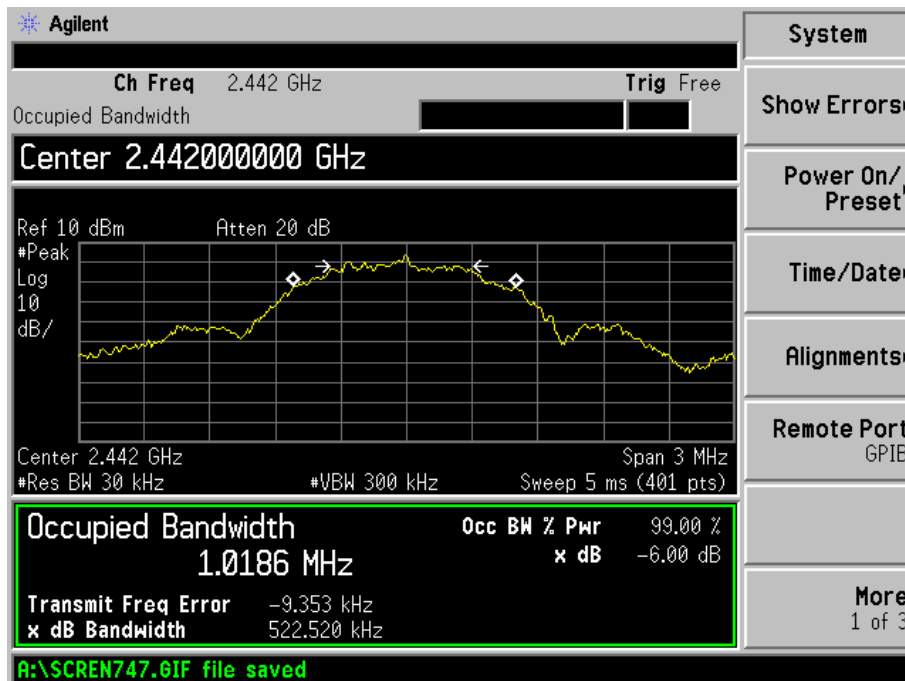 Agilent
System
Ch Freq 2.442 GHz Trig Free
Occupied Bandwidth
Show Errors
Center 2.442000000 GHz
Power On/
Preset
Ref 10 dBm Atten 20 dB
#Peak
Log
10
dB/
Time/Date
Alignments
Remote Port
GPIB
Center 2.442 GHz Span 3 MHz
#Res BW 30 kHz #VBW 300 kHz Sweep 5 ms (401 pts)
Occupied Bandwidth
1.0186 MHz
Occ BW % Pwr 99.00 %
x dB -6.00 dB
Transmit Freq Error -9.353 kHz
x dB Bandwidth 522.520 kHz
More
1 of 3
A:\SCREN747.GIF file saved